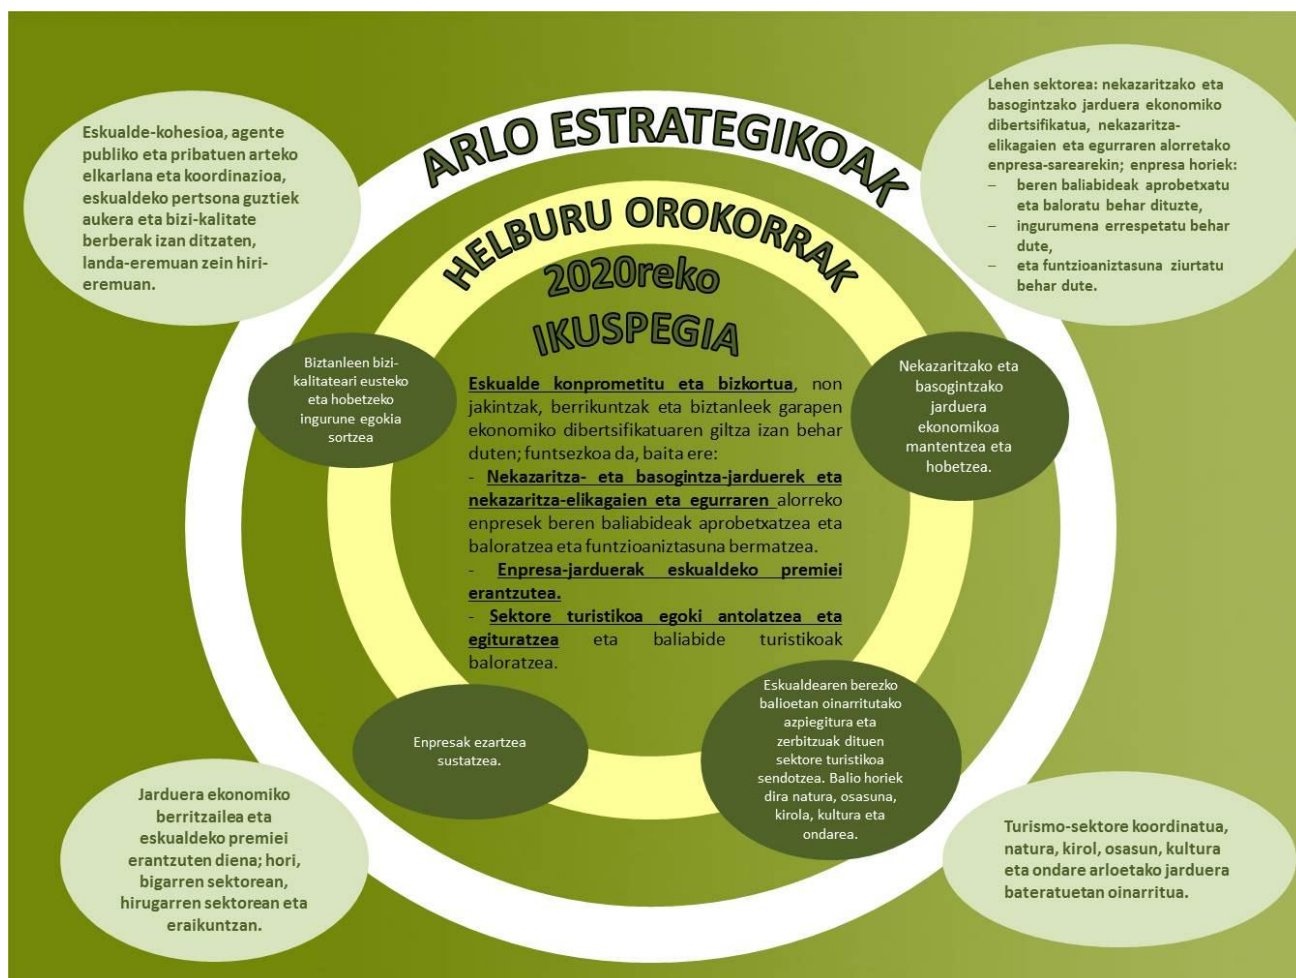 ARLO ESTRATEGIKOAK
HELBURU OROKORRAK
2020reko
IKUSPEGIA
Eskualde-kohesioa, agente
publiko eta pribatuen arteko
elkarlana eta koordinazioa,
eskualdeko pertsona guztiek
aukera eta bizi-kalitate
berberak izan ditzaten,
landa-eremuan zein hiri-
eremuan.
Lehen sektorea: nekazaritzako eta
basogintzako jarduera ekonomiko
dibertsifikatua, nekazaritza-
elikagaien eta egurraren alorretako
enpresa-sarearekin; enpresa horiek:
– beren baliabideak aprobetxatu
eta baloratu behar dituzte,
– ingurumena errespetatu behar
dute,
– eta funtzioaniztasuna ziurtatu
behar dute.
Biztanleen bizi-
kalitateari eusteko
eta hobetzeko
ingurune egokia
sortzea
Eskualde konprometitu eta bizkortua, non
jakintzak, berrikuntzak eta biztanleek garapen
ekonomiko dibertsifikatuaren giltza izan behar
duten; funtsezkoa da, baita ere:
- Nekazaritza- eta basogintza-jarduerek eta
nekazaritza-elikagaien eta egurraren alorreko
enpresek beren baliabideak aprobetxatzea eta
baloratzea eta funtzioaniztasuna bermatzea.
- Enpresa-jarduerak eskualdeko premiei
erantzutea.
- Sektore turistikoa egoki antolatzea eta
egituratzea eta baliabide turistikoak
baloratzea.
Nekazaritzako eta
basogintzako
jarduera
ekonomikoa
mantentzea eta
hobetzea.
Enpresak ezartzea
sustatzea.
Eskualdearen berezko
balioetan oinarritutako
azpiegitura eta
zerbitzuak dituen
sektore turistikoa
sendotzea. Balio horiek
dira natura, osasuna,
kirola, kultura eta
ondarea.
Jarduera ekonomiko
berritzailea eta
eskualdeko premiei
erantzuten diena; hori,
bigarren sektorean,
hirugarren sektorean eta
eraikuntzan.
Turismo-sektore koordinatua,
natura, kirol, osasun, kultura
eta ondare arloetako jarduera
bateratuetan oinarritua.